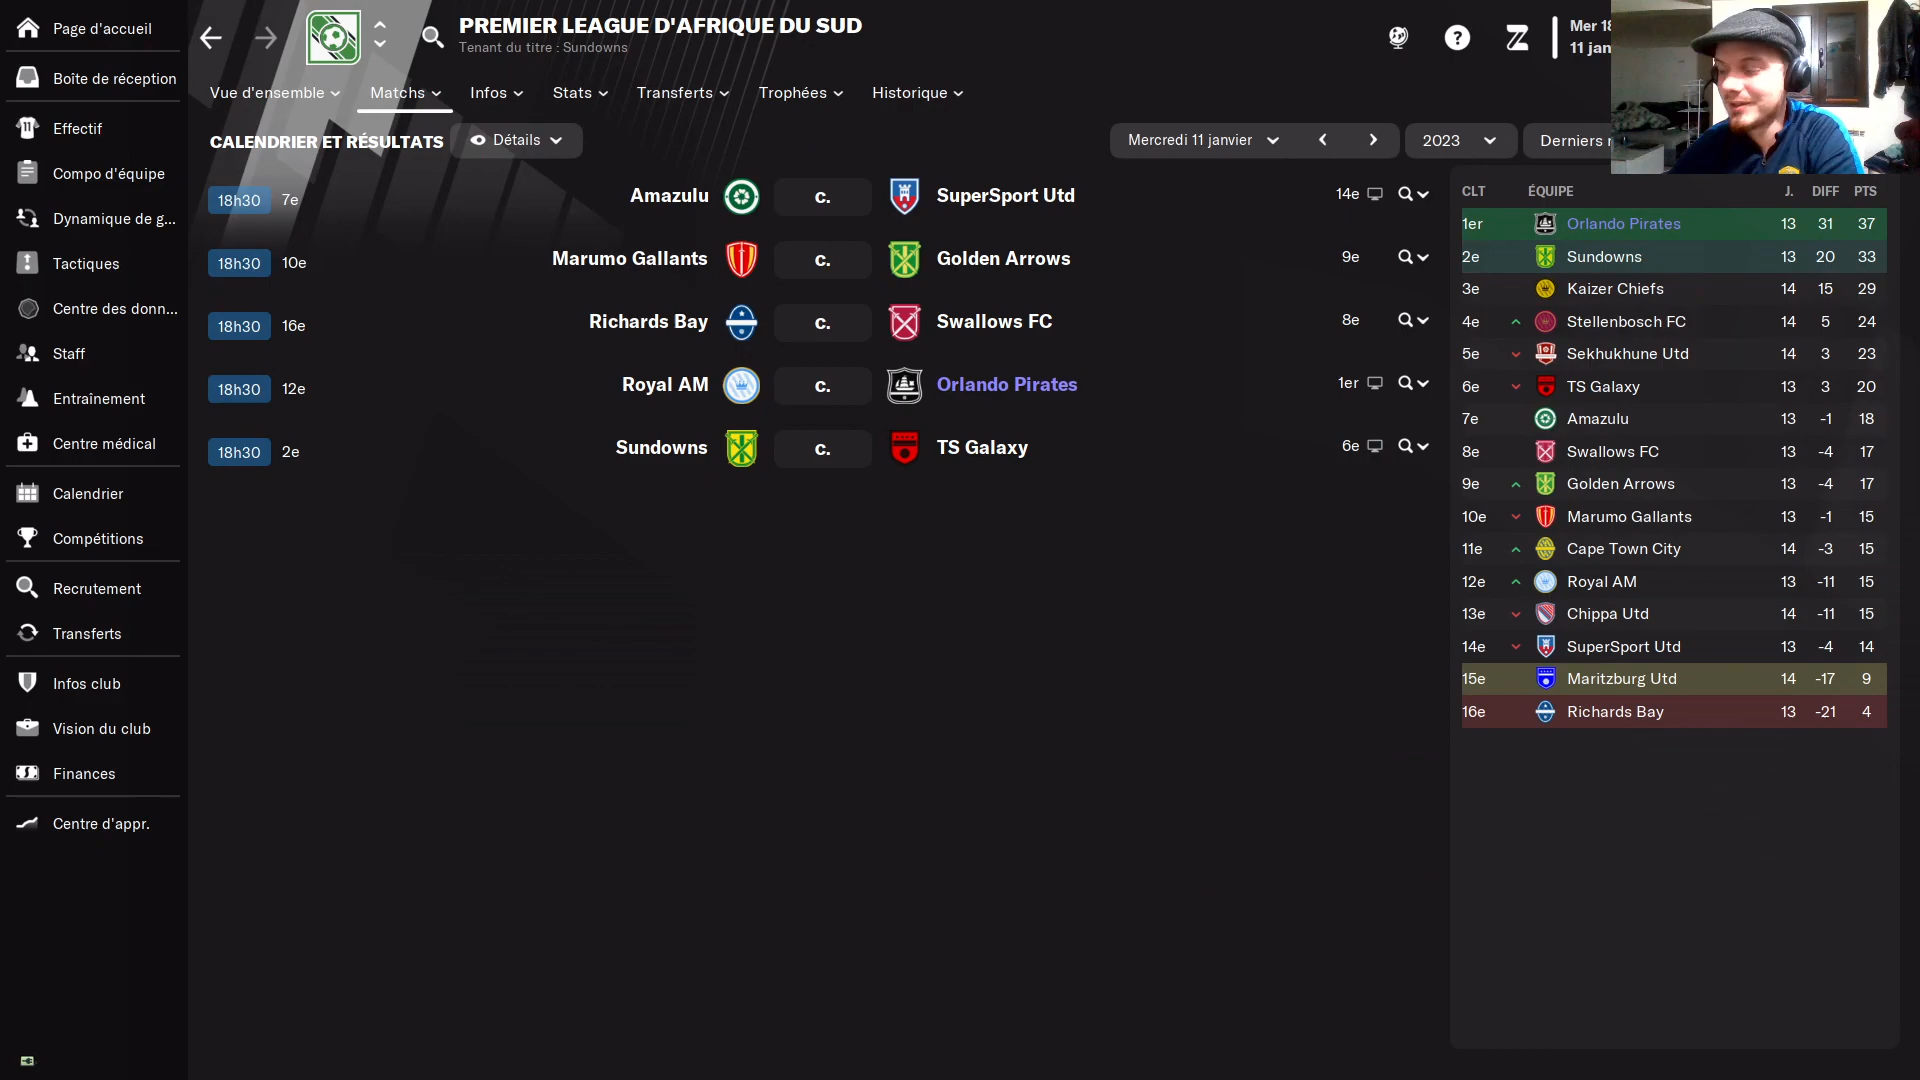 Page d'accueil
Boîte de réception
Effectif
Compo d'équipe
Dynamique de g...
Tactiques
Centre des donn...
Staff
Entraînement
Centre médical
Calendrier
Compétitions
Recrutement
Transferts
Infos club
Vision du club
Finances
Centre d'appr.
PREMIER LEAGUE D'AFRIQUE DU SUD
Tenant du titre : Sundowns
Mer 18
11 jan
Vue d'ensemble Matchs Infos Stats Transferts Trophées Historique
CALENDRIER ET RÉSULTATS Détails Mercredi 11 janvier 2023 Derniers
18h30 7e Amazulu c. SuperSport Utd 14e
18h30 10e Marumo Gallants c. Golden Arrows 9e
18h30 16e Richards Bay c. Swallows FC 8e
18h30 12e Royal AM c. Orlando Pirates 1er
18h30 2e Sundowns c. TS Galaxy 6e
CLT ÉQUIPE J. DIFF PTS
1er Orlando Pirates 13 31 37
2e Sundowns 13 20 33
3e Kaizer Chiefs 14 15 29
4e Stellenbosch FC 14 5 24
5e Sekhukhune Utd 14 3 23
6e TS Galaxy 13 3 20
7e Amazulu 13 -1 18
8e Swallows FC 13 -4 17
9e Golden Arrows 13 -4 17
10e Marumo Gallants 13 -1 15
11e Cape Town City 14 -3 15
12e Royal AM 13 -11 15
13e Chippa Utd 14 -11 15
14e SuperSport Utd 13 -4 14
15e Maritzburg Utd 14 -17 9
16e Richards Bay 13 -21 4